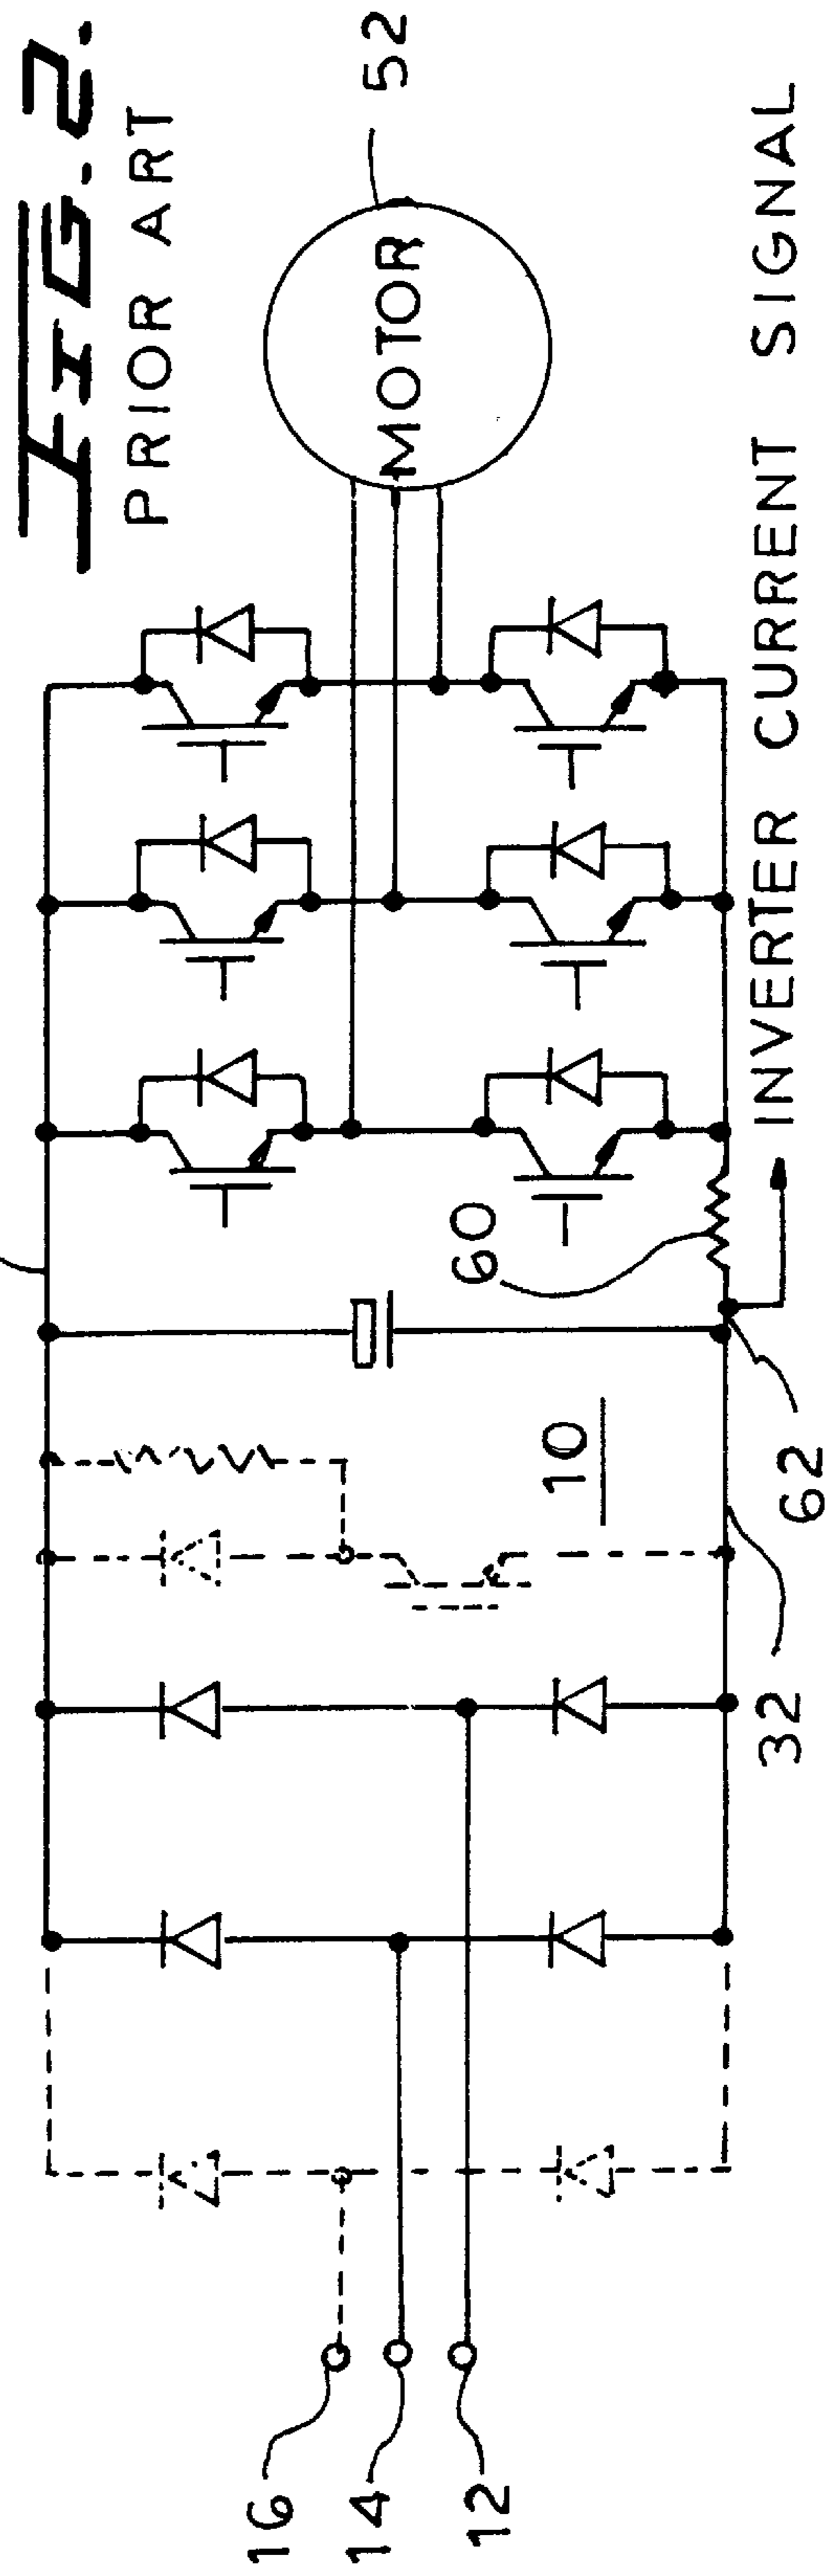 FIG. 2.
PRIOR ART
52
MOTOR
60
10
INVERTER CURRENT SIGNAL
62
32
16
14
12